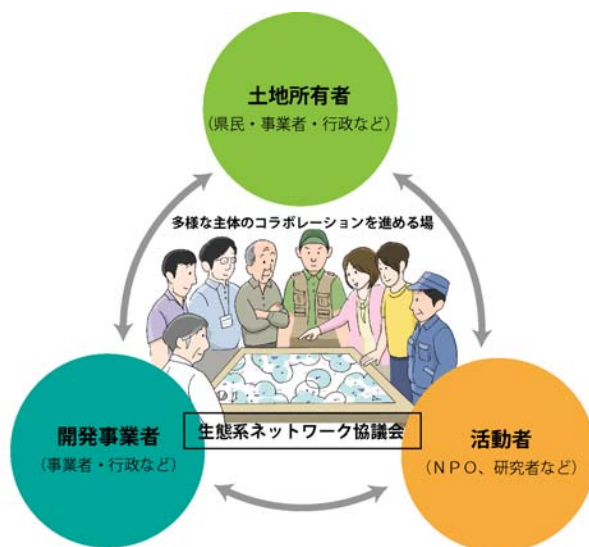 土地所有者
（県民・事業者・行政など）
多様な主体のコラボレーションを進める場
開発事業者
（事業者・行政など）
生態系ネットワーク協議会
活動者
（ＮＰＯ、研究者など）